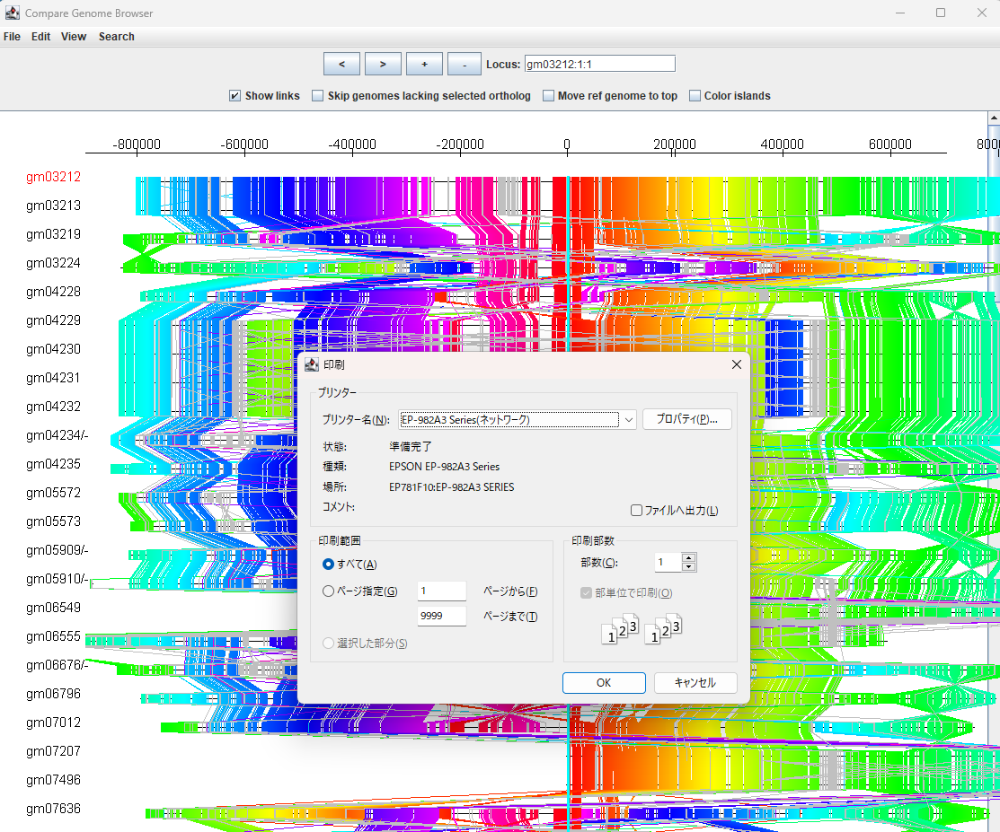 Compare Genome Browser
File Edit View Search
< > + - Locus: gm03212:1:1
Show links Skip genomes lacking selected ortholog Move ref genome to top Color islands
-800000 -600000 -400000 -200000 0 200000 400000 600000 800
gm03212
gm03213
gm03219
gm03224
gm04228
gm04229
gm04230
gm04231
gm04232
gm04234/-
gm04235
gm05572
gm05573
gm05909/-
gm05910/-
gm06549
gm06555
gm06676/-
gm06796
gm07012
gm07207
gm07496
gm07636
印刷
プリンター
プリンター名(N): EP-982A3 Series(ネットワーク) プロパティ(P)...
状態: 準備完了
種類: EPSON EP-982A3 Series
場所: EP781F10:EP-982A3 SERIES
コメント:
ファイルへ出力(L)
印刷範囲
すべて(A)
ページ指定(G) 1 ページから(F)
9999 ページまで(T)
選択した部分(S)
印刷部数
部数(C): 1
部単位で印刷(O)
1 2 3 1 2 3
OK キャンセル